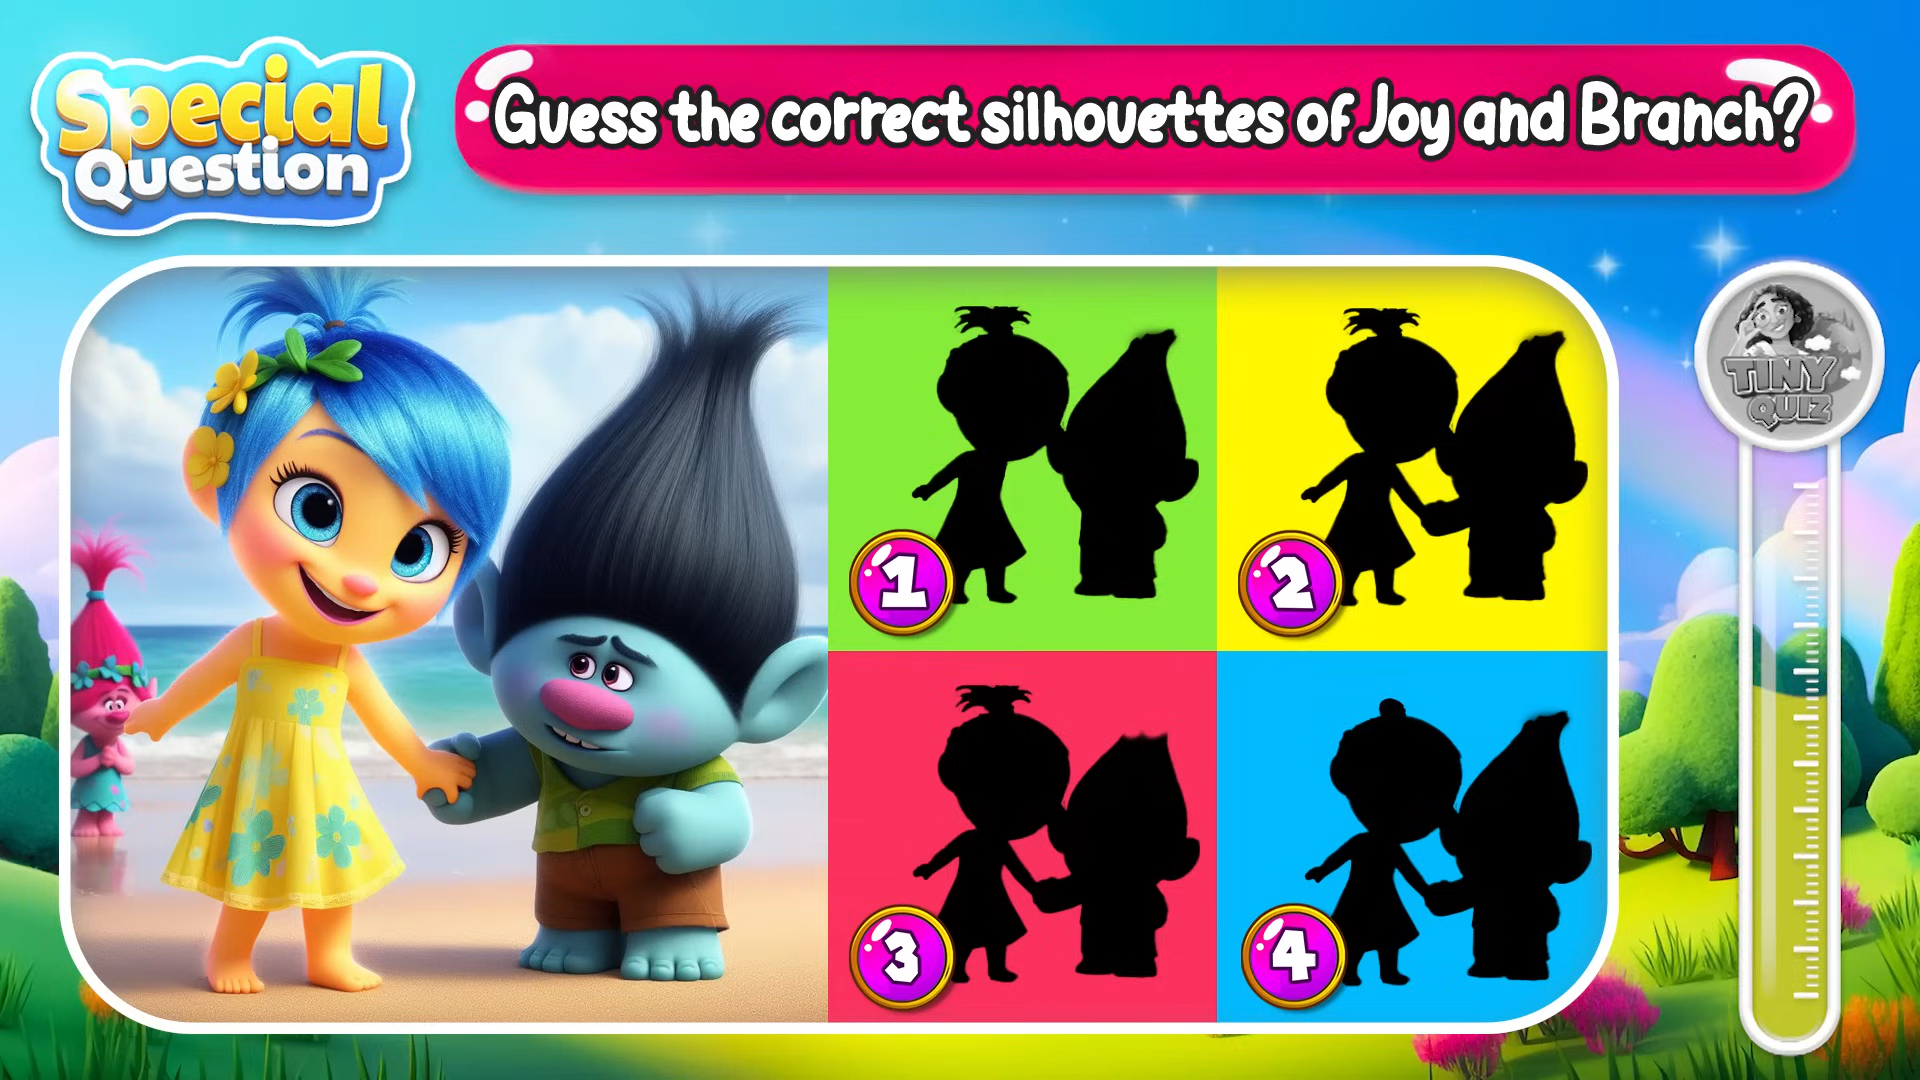 Special
Question
Guess the correct silhouettes of Joy and Branch?
TINY
QUIZ
1
2
3
4